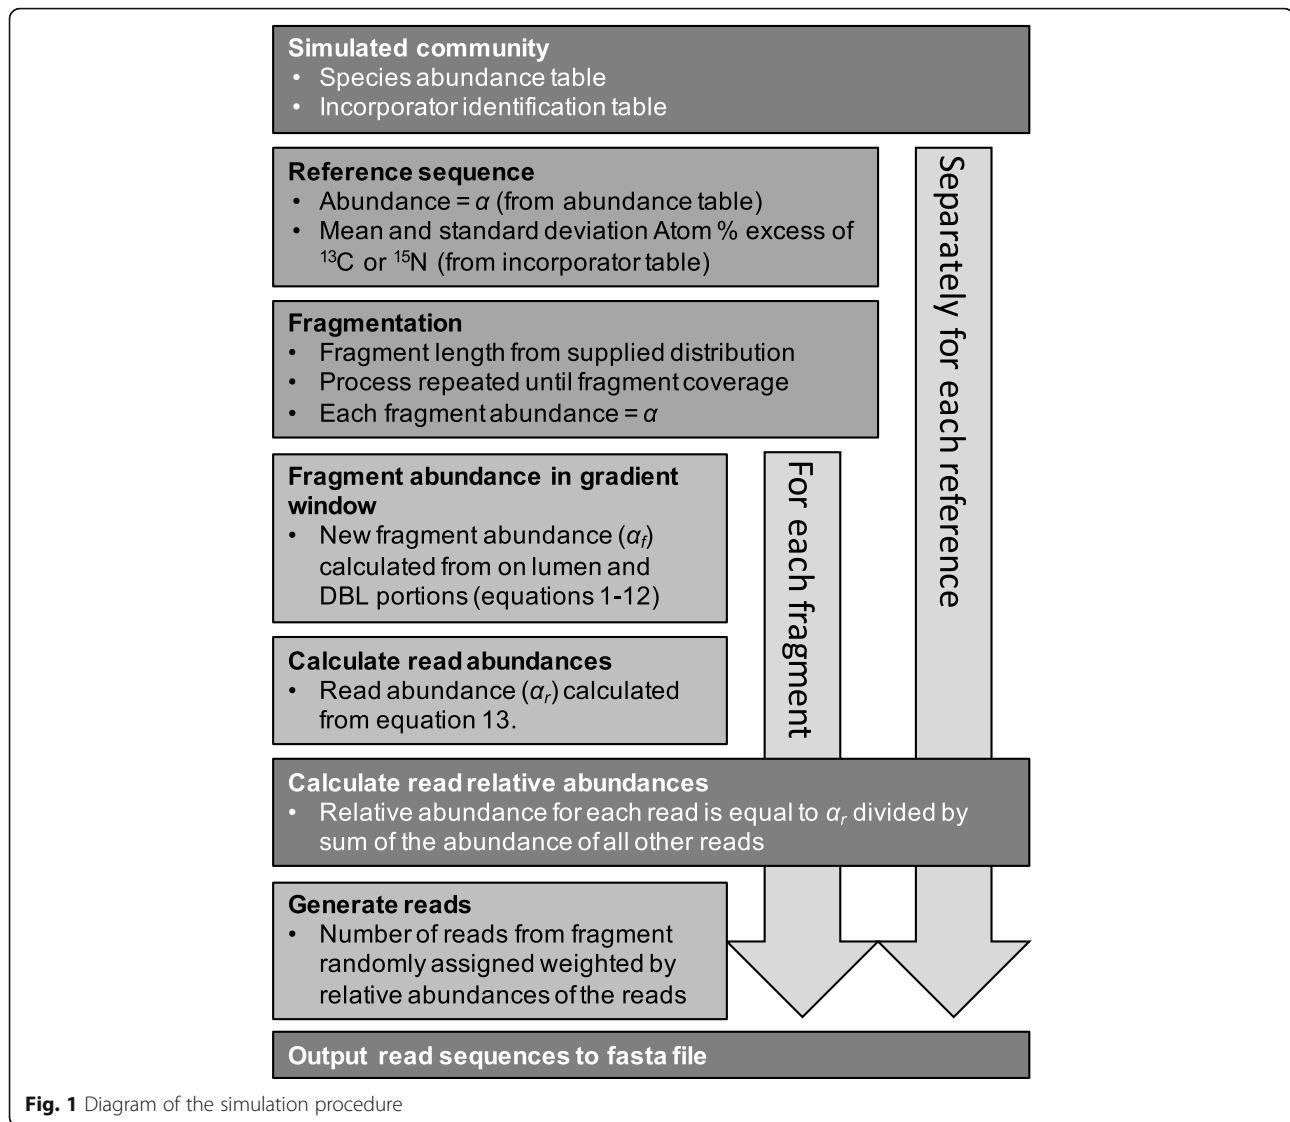 Simulated community
• Species abundance table
• Incorporator identification table
Reference sequence
• Abundance = α (from abundance table)
• Mean and standard deviation Atom % excess of
¹³C or ¹⁵N (from incorporator table)
Fragmentation
• Fragment length from supplied distribution
• Process repeated until fragment coverage
• Each fragment abundance = α
Fragment abundance in gradient
window
• New fragment abundance (αf)
calculated from on lumen and
DBL portions (equations 1-12)
Calculate read abundances
• Read abundance (αr) calculated
from equation 13.
For each fragment
Separately for each reference
Calculate read relative abundances
• Relative abundance for each read is equal to αr divided by
sum of the abundance of all other reads
Generate reads
• Number of reads from fragment
randomly assigned weighted by
relative abundances of the reads
Output read sequences to fasta file
Fig. 1 Diagram of the simulation procedure